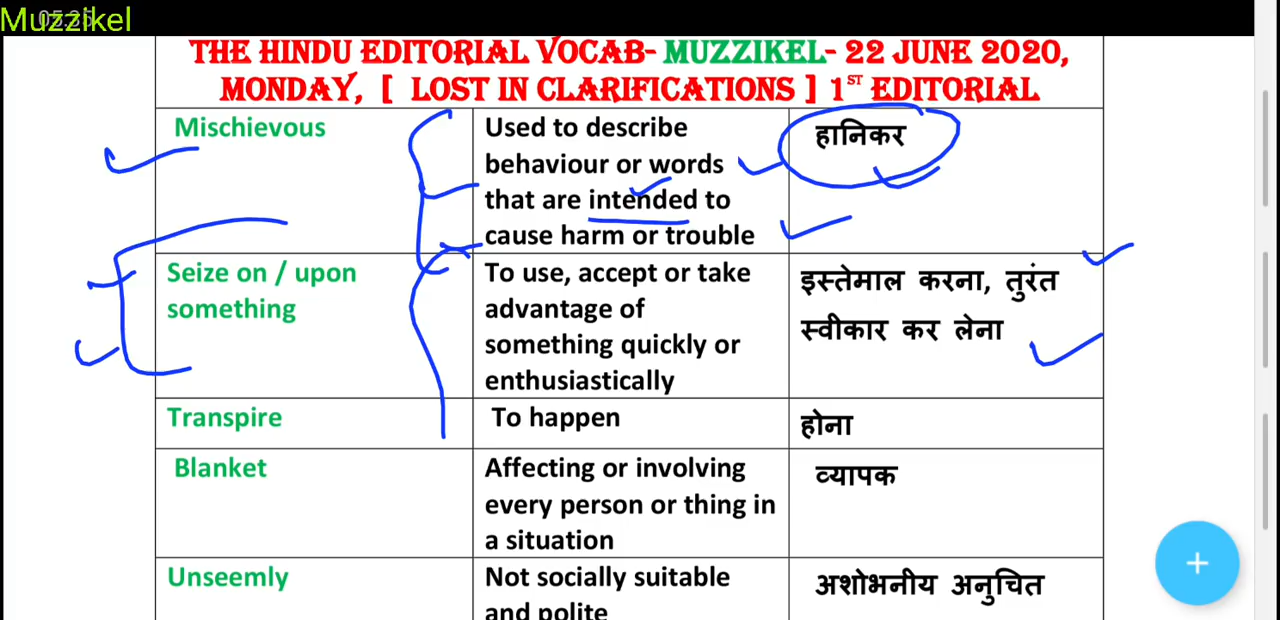 Muzzikel
THE HINDU EDITORIAL VOCAB- MUZZIKEL- 22 JUNE 2020,
MONDAY, [ LOST IN CLARIFICATIONS ] 1ST EDITORIAL
Mischievous
Used to describe
behaviour or words
that are intended to
cause harm or trouble
हानिकर
Seize on / upon
something
To use, accept or take
advantage of
something quickly or
enthusiastically
इस्तेमाल करना, तुरंत
स्वीकार कर लेना
Transpire
To happen
होना
Blanket
Affecting or involving
every person or thing in
a situation
व्यापक
Unseemly
Not socially suitable
and polite
अशोभनीय अनुचित